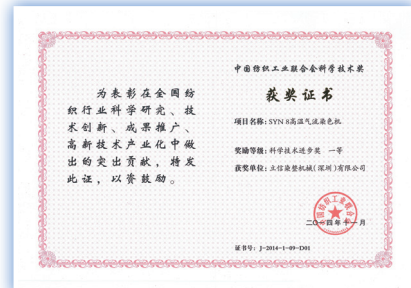 为表彰在全国纺
织行业科学研究、技
术创新、成果推广、
高新技术产业化中做
出的突出贡献，特发
此证，以资鼓励。
中国纺织工业联合会科学技术奖
获奖证书
项目名称：SYN 8高温气流染色机
奖励等级：科学技术进步奖 一等
获奖单位：立信染整机械（深圳）有限公司
二〇一四年十一月
证书号：J-2014-1-09-D01